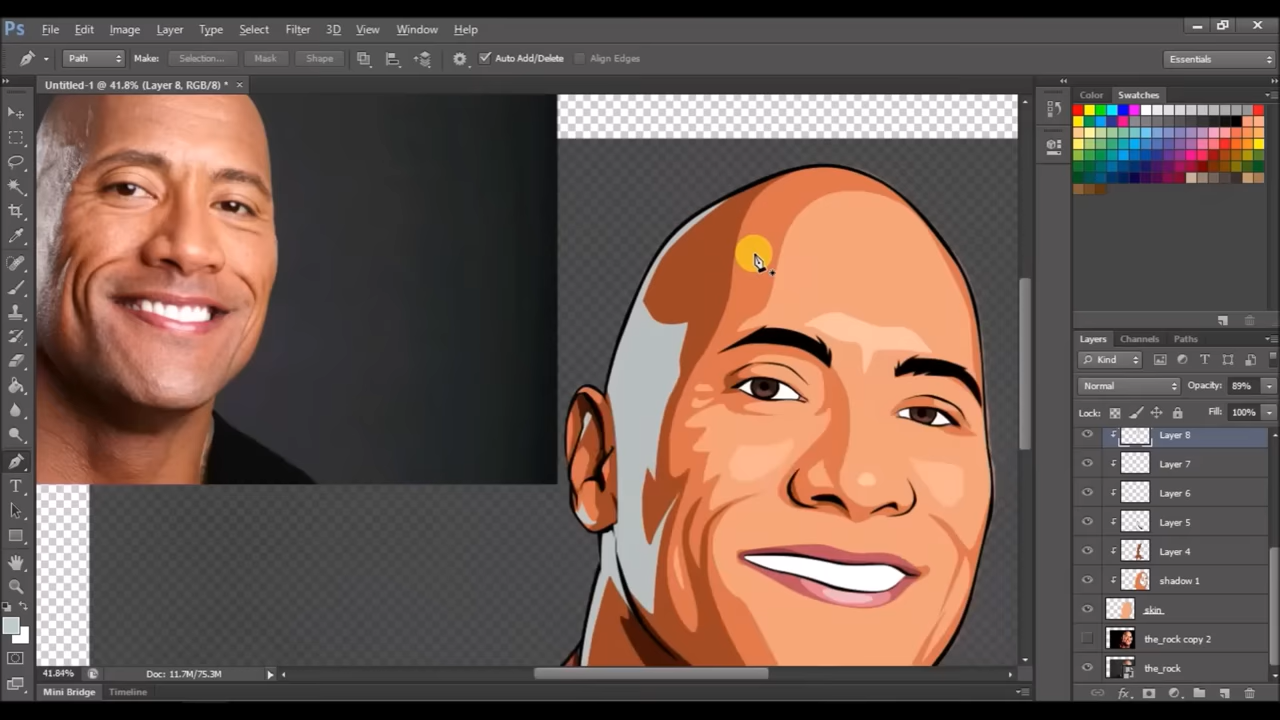 Ps File Edit Image Layer Type Select Filter 3D View Window Help
Path Make: Selection... Mask Shape Auto Add/Delete Align Edges Essentials
Untitled-1 @ 41.8% (Layer 8, RGB/8) * ×
Color Swatches
Layers Channels Paths
Kind
Normal Opacity: 89%
Lock: Fill: 100%
Layer 8
Layer 7
Layer 6
Layer 5
Layer 4
shadow 1
skin
the_rock copy 2
the_rock
41.84% Doc: 11.7M/75.3M
Mini Bridge Timeline